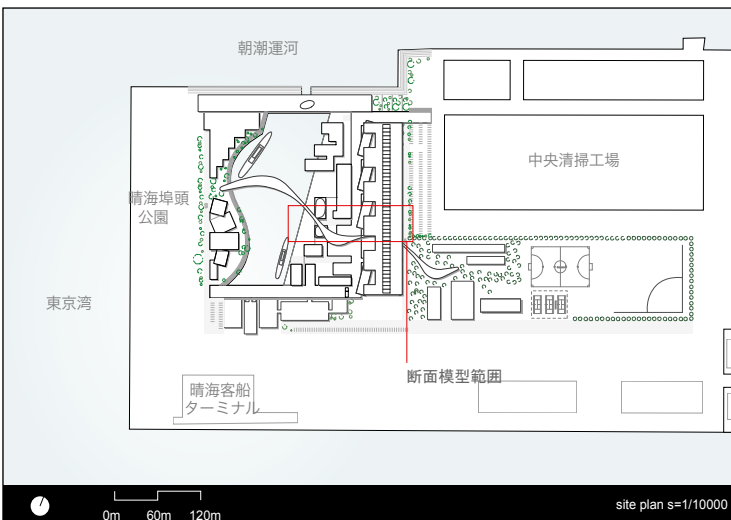 朝潮運河
中央清掃工場
晴海埠頭
公園
東京湾
断面模型範囲
晴海客船
ターミナル
0m 60m 120m
site plan s=1/10000